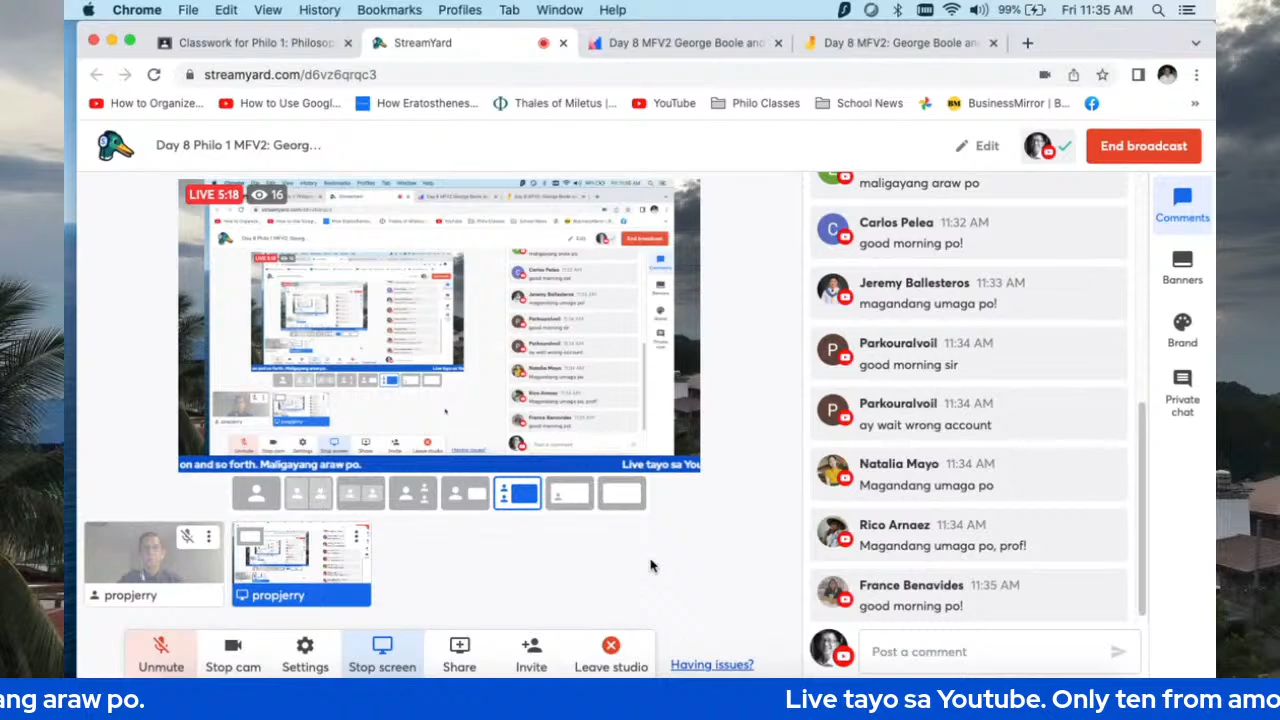 Chrome File Edit View History Bookmarks Profiles Tab Window Help 99% Fri 11:35 AM
Classwork for Philo 1: Philosop
StreamYard
Day 8 MFV2 George Boole and
Day 8 MFV2: George Boole and
streamyard.com/d6vz6qrqc3
How to Organize...
How to Use Googl...
How Eratosthenes...
Thales of Miletus |...
YouTube
Philo Classes
School News
BM BusinessMirror | B...
»
Day 8 Philo 1 MFV2: Georg...
Edit
End broadcast
LIVE 5:18 16
on and so forth. Maligayang araw po.
Live tayo sa You
propjerry
propjerry
Unmute
Stop cam
Settings
Stop screen
Share
Invite
Leave studio
Having issues?
maligayang araw po
C
Carlos Pelea 11:32 AM
good morning po!
Jeremy Ballesteros 11:33 AM
magandang umaga po!
P
Parkouralvoil 11:34 AM
good morning sir
P
Parkouralvoil 11:34 AM
ay wait wrong account
Natalia Mayo 11:34 AM
Magandang umaga po
Rico Arnaez 11:34 AM
Magandang umaga po, prof!
France Benavides 11:35 AM
good morning po!
Post a comment
Comments
Banners
Brand
Private
chat
ang araw po.
Live tayo sa Youtube. Only ten from amo